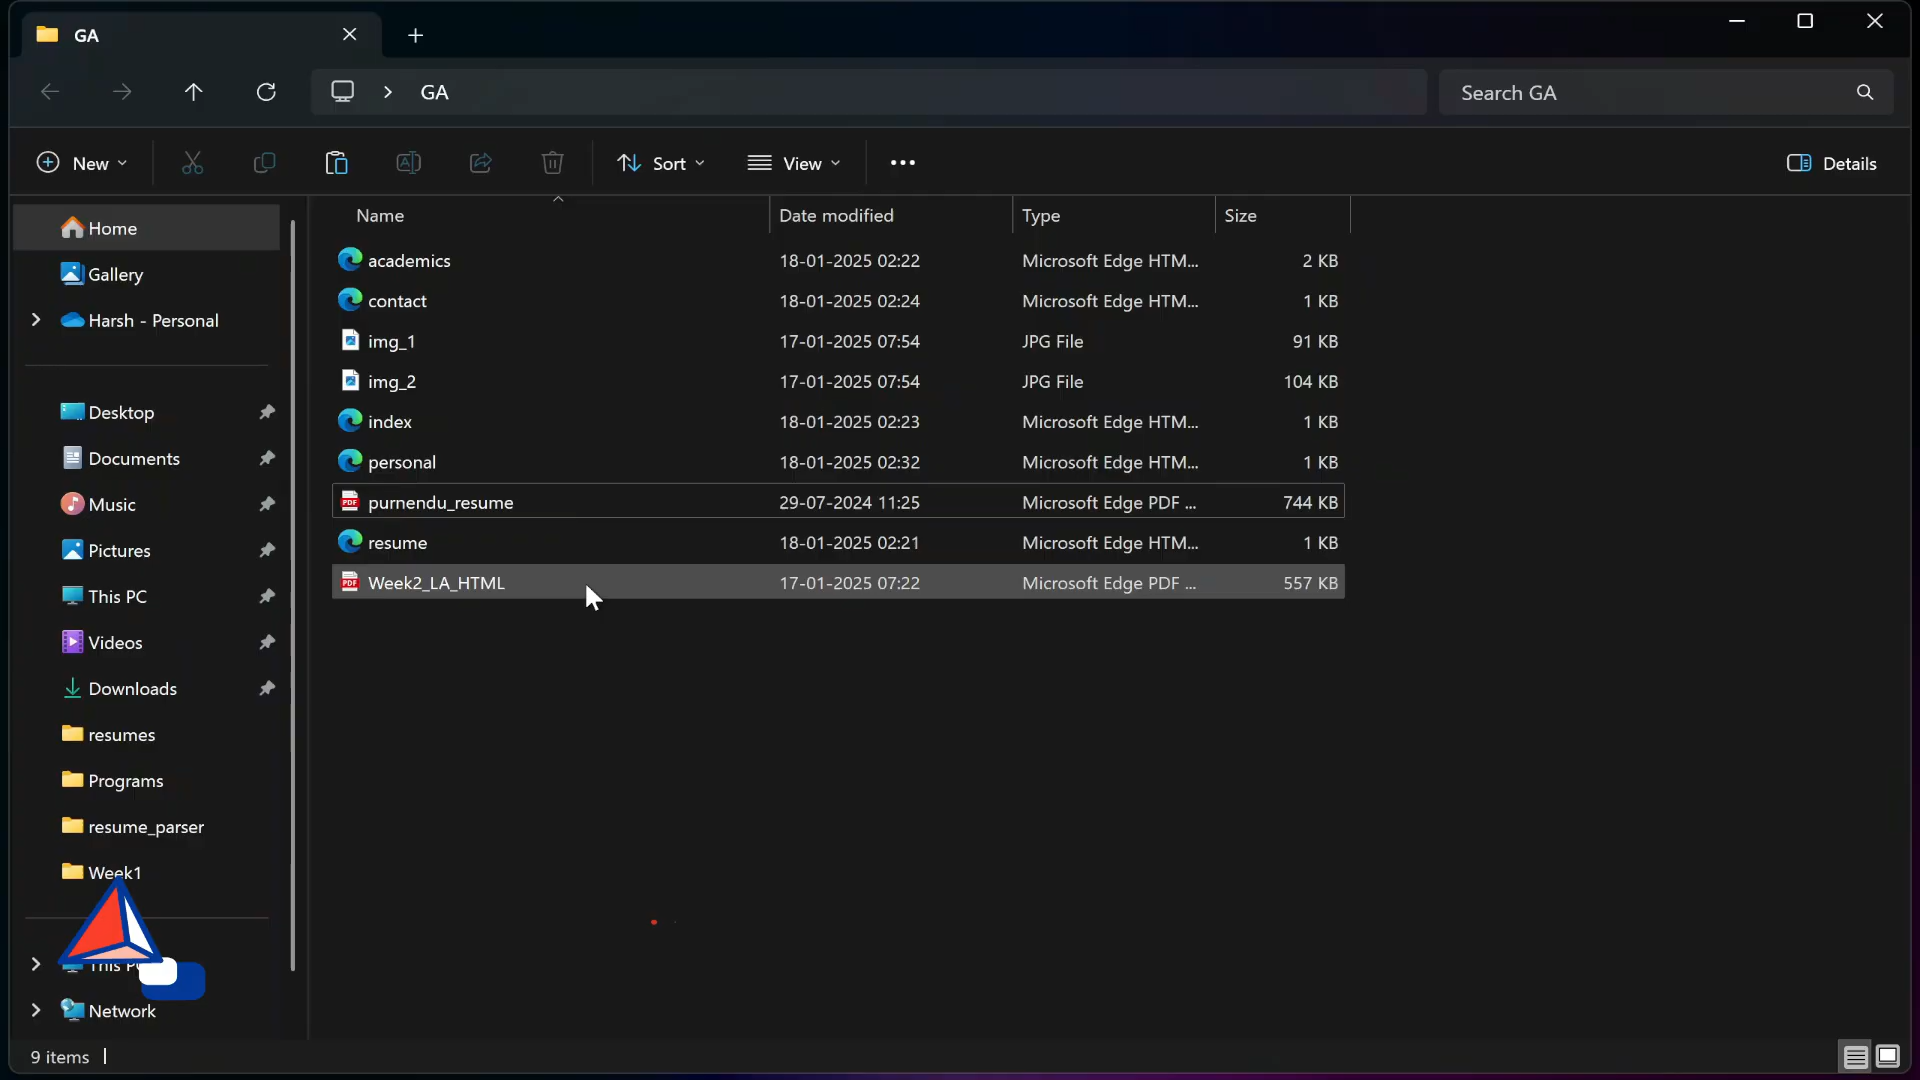 GA
GA
Search GA
New
Sort
View
Details
Name Date modified Type Size
academics 18-01-2025 02:22 Microsoft Edge HTM... 2 KB
contact 18-01-2025 02:24 Microsoft Edge HTM... 1 KB
img_1 17-01-2025 07:54 JPG File 91 KB
img_2 17-01-2025 07:54 JPG File 104 KB
index 18-01-2025 02:23 Microsoft Edge HTM... 1 KB
personal 18-01-2025 02:32 Microsoft Edge HTM... 1 KB
PDF purnendu_resume 29-07-2024 11:25 Microsoft Edge PDF ... 744 KB
resume 18-01-2025 02:21 Microsoft Edge HTM... 1 KB
PDF Week2_LA_HTML 17-01-2025 07:22 Microsoft Edge PDF ... 557 KB
Home
Gallery
Harsh - Personal
Desktop
Documents
Music
Pictures
This PC
Videos
Downloads
resumes
Programs
resume_parser
Week1
This PC
Network
9 items